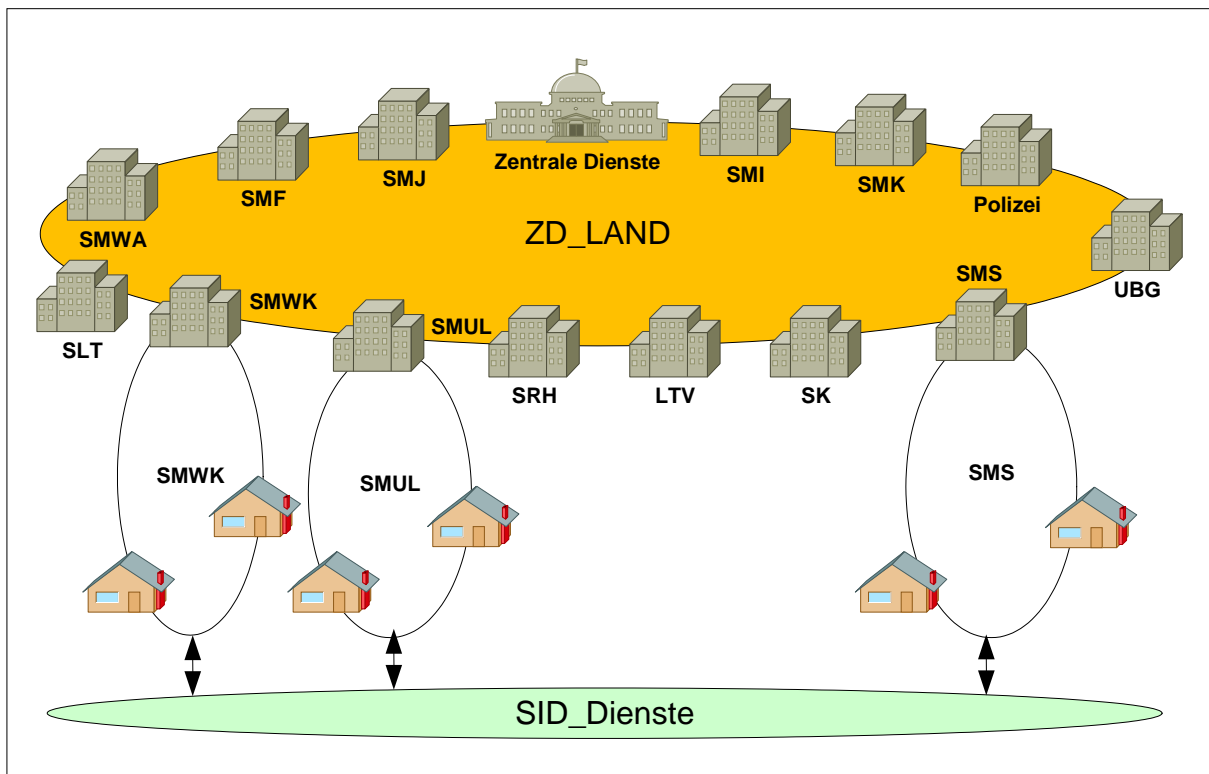 Zentrale Dienste
SMJ
SMI
SMK
SMF
Polizei
SMWA
ZD_LAND
SMS
UBG
SMWK
SMUL
SLT
SRH
LTV
SK
SMWK
SMUL
SMS
SID_Dienste